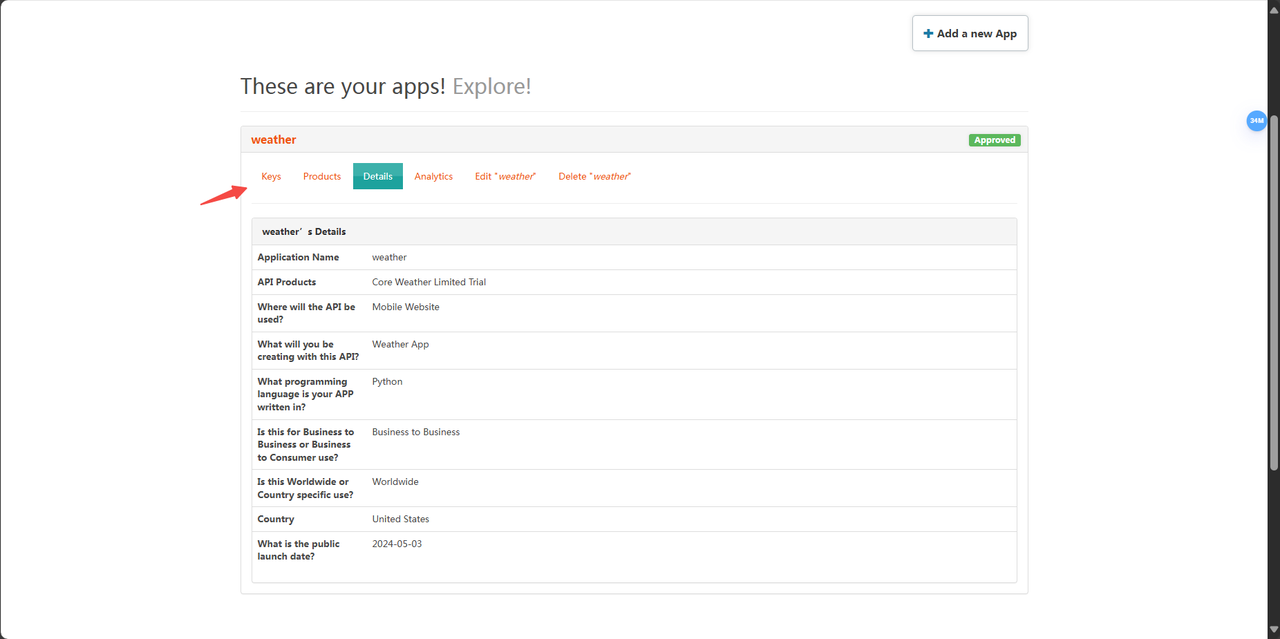 + Add a new App
These are your apps! Explore!
weather
Approved
34M
Keys Products Details Analytics Edit "weather" Delete "weather"
weather's Details
Application Name weather
API Products Core Weather Limited Trial
Where will the API be Mobile Website
used?
What will you be Weather App
creating with this API?
What programming Python
language is your APP
written in?
Is this for Business to Business to Business
Business or Business
to Consumer use?
Is this Worldwide or Worldwide
Country specific use?
Country United States
What is the public 2024-05-03
launch date?